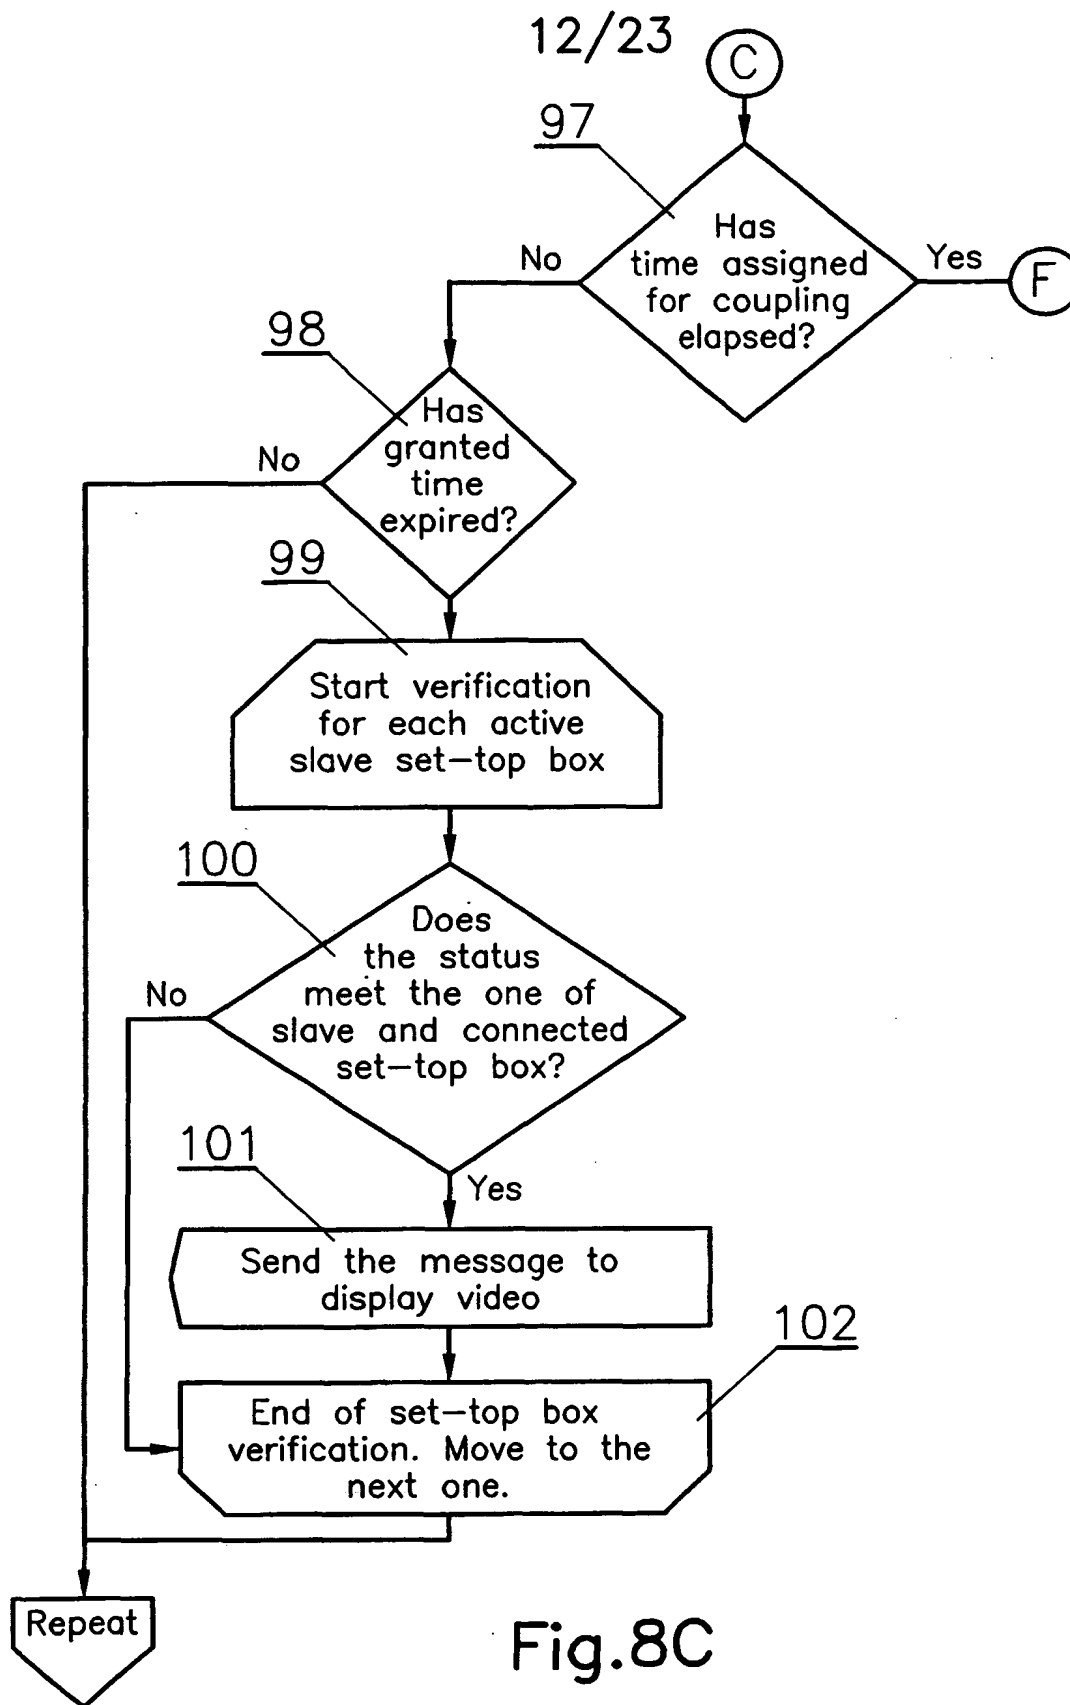 12/23
C
97
Has
time assigned
for coupling
elapsed?
No
Yes
F
98
Has
granted
time
expired?
No
99
Start verification
for each active
slave set-top box
100
Does
the status
meet the one of
slave and connected
set-top box?
No
Yes
101
Send the message to
display video
102
End of set-top box
verification. Move to the
next one.
Repeat
Fig.8C